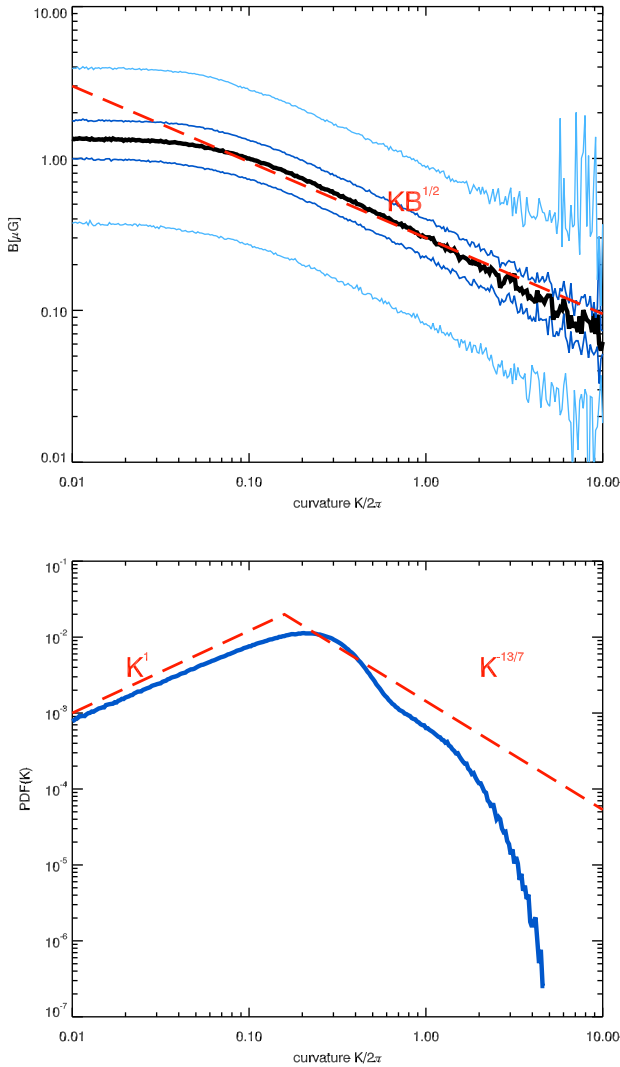 10.00
1.00
0.10
0.01
B[μG]
KB^1/2
0.01 0.10 1.00 10.00
curvature K/2π
10^-1
10^-2
10^-3
10^-4
10^-5
10^-6
10^-7
PDF(K)
K^1
K^-13/7
0.01 0.10 1.00 10.00
curvature K/2π